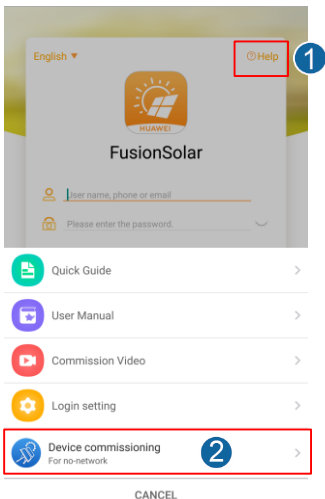 English ▼
?Help
1
HUAWEI
FusionSolar
User name, phone or email
Please enter the password.
Quick Guide
User Manual
Commission Video
Login setting
Device commissioning
For no-network
2
CANCEL